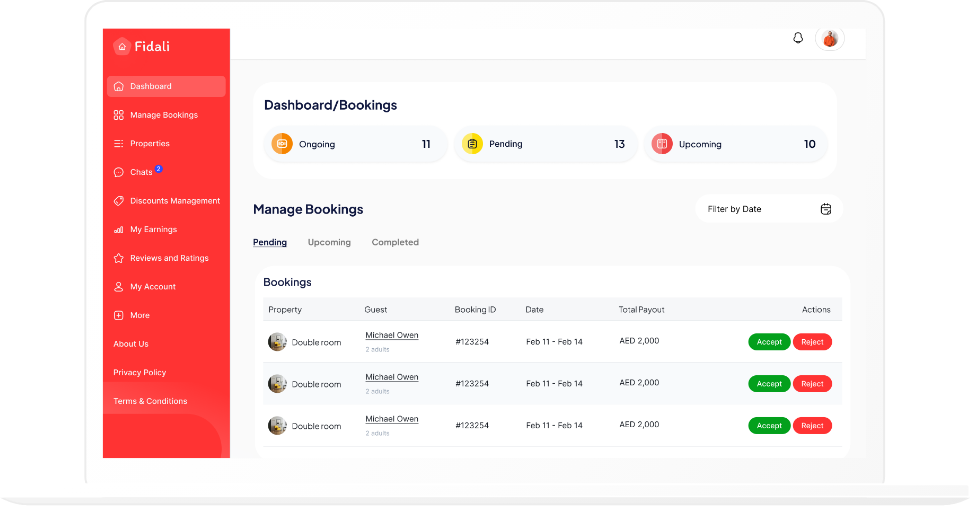 Fidali
Dashboard
Manage Bookings
Properties
Chats 2
Discounts Management
My Earnings
Reviews and Ratings
My Account
More
About Us
Privacy Policy
Terms & Conditions
Dashboard/Bookings
Ongoing 11
Pending 13
Upcoming 10
Manage Bookings
Filter by Date
Pending Upcoming Completed
Bookings
Property Guest Booking ID Date Total Payout Actions
Double room Michael Owen #123254 Feb 11 - Feb 14 AED 2,000 Accept Reject
2 adults
Double room Michael Owen #123254 Feb 11 - Feb 14 AED 2,000 Accept Reject
2 adults
Double room Michael Owen #123254 Feb 11 - Feb 14 AED 2,000 Accept Reject
2 adults